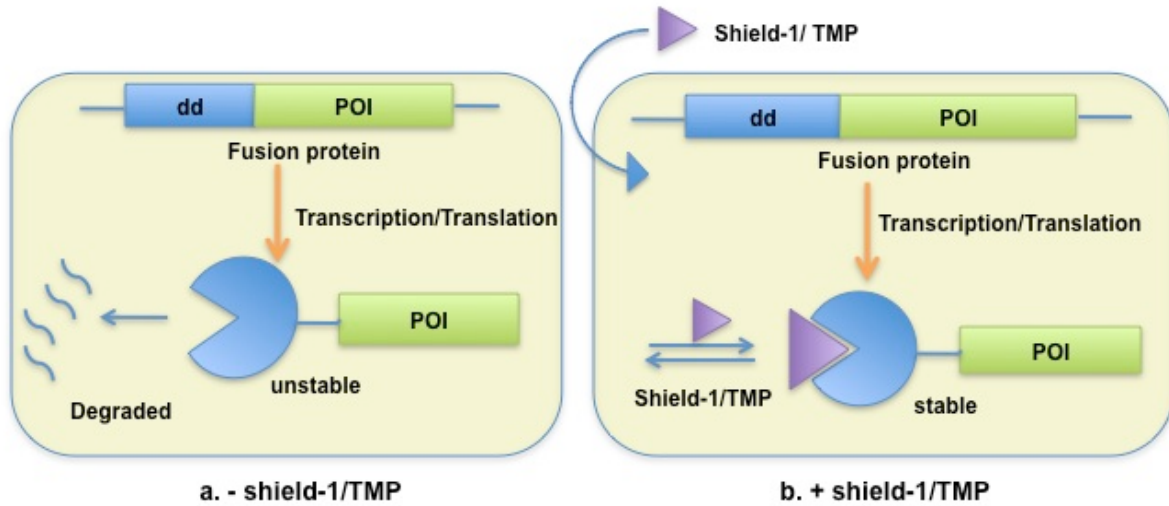 Shield-1/ TMP
dd
POI
Fusion protein
Transcription/Translation
POI
unstable
Degraded
a. - shield-1/TMP
dd
POI
Fusion protein
Transcription/Translation
Shield-1/TMP
POI
stable
b. + shield-1/TMP